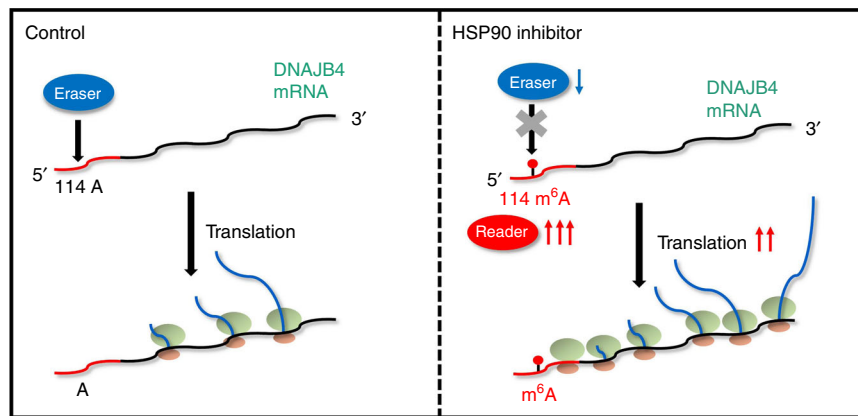 Control
Eraser
DNAJB4
mRNA
3′
5′
114 A
Translation
A
HSP90 inhibitor
Eraser
DNAJB4
mRNA
3′
5′
114 m⁶A
Reader
Translation
m⁶A